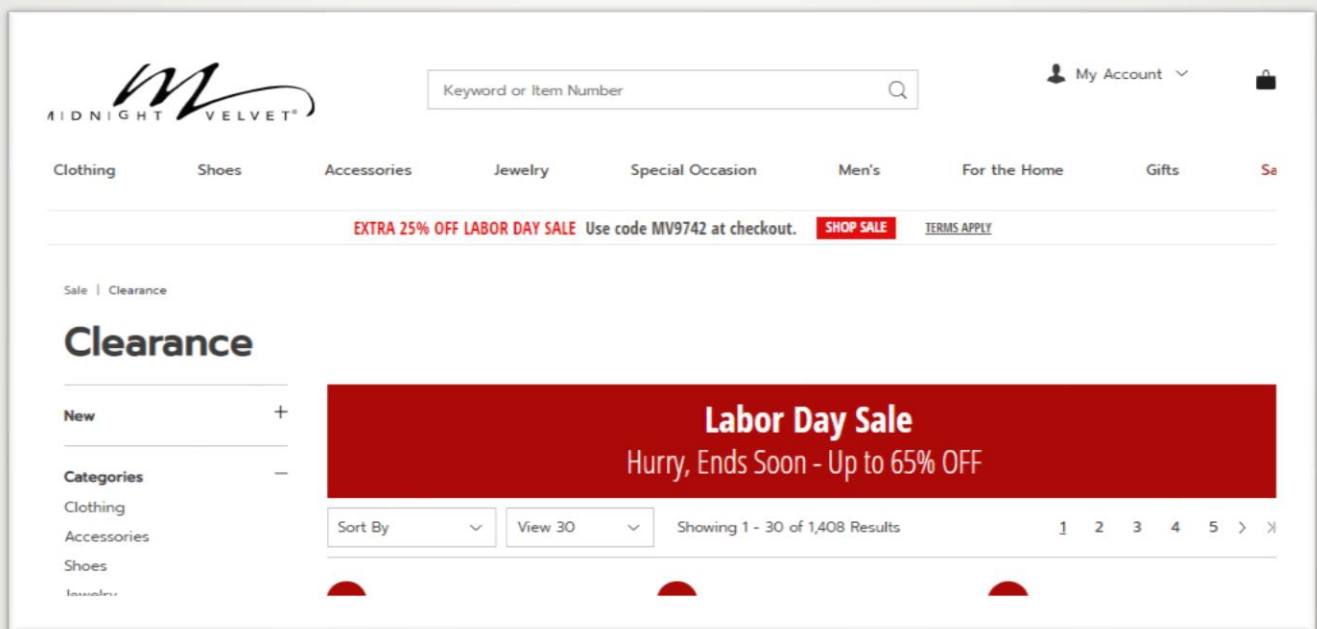 MIDNIGHT VELVET®
Keyword or Item Number
My Account
Clothing Shoes Accessories Jewelry Special Occasion Men's For the Home Gifts Sa
EXTRA 25% OFF LABOR DAY SALE Use code MV9742 at checkout. SHOP SALE TERMS APPLY
Sale | Clearance
Clearance
New +
Categories −
Clothing
Accessories
Shoes
Jewelry
Labor Day Sale
Hurry, Ends Soon - Up to 65% OFF
Sort By View 30 Showing 1 - 30 of 1,408 Results 1 2 3 4 5